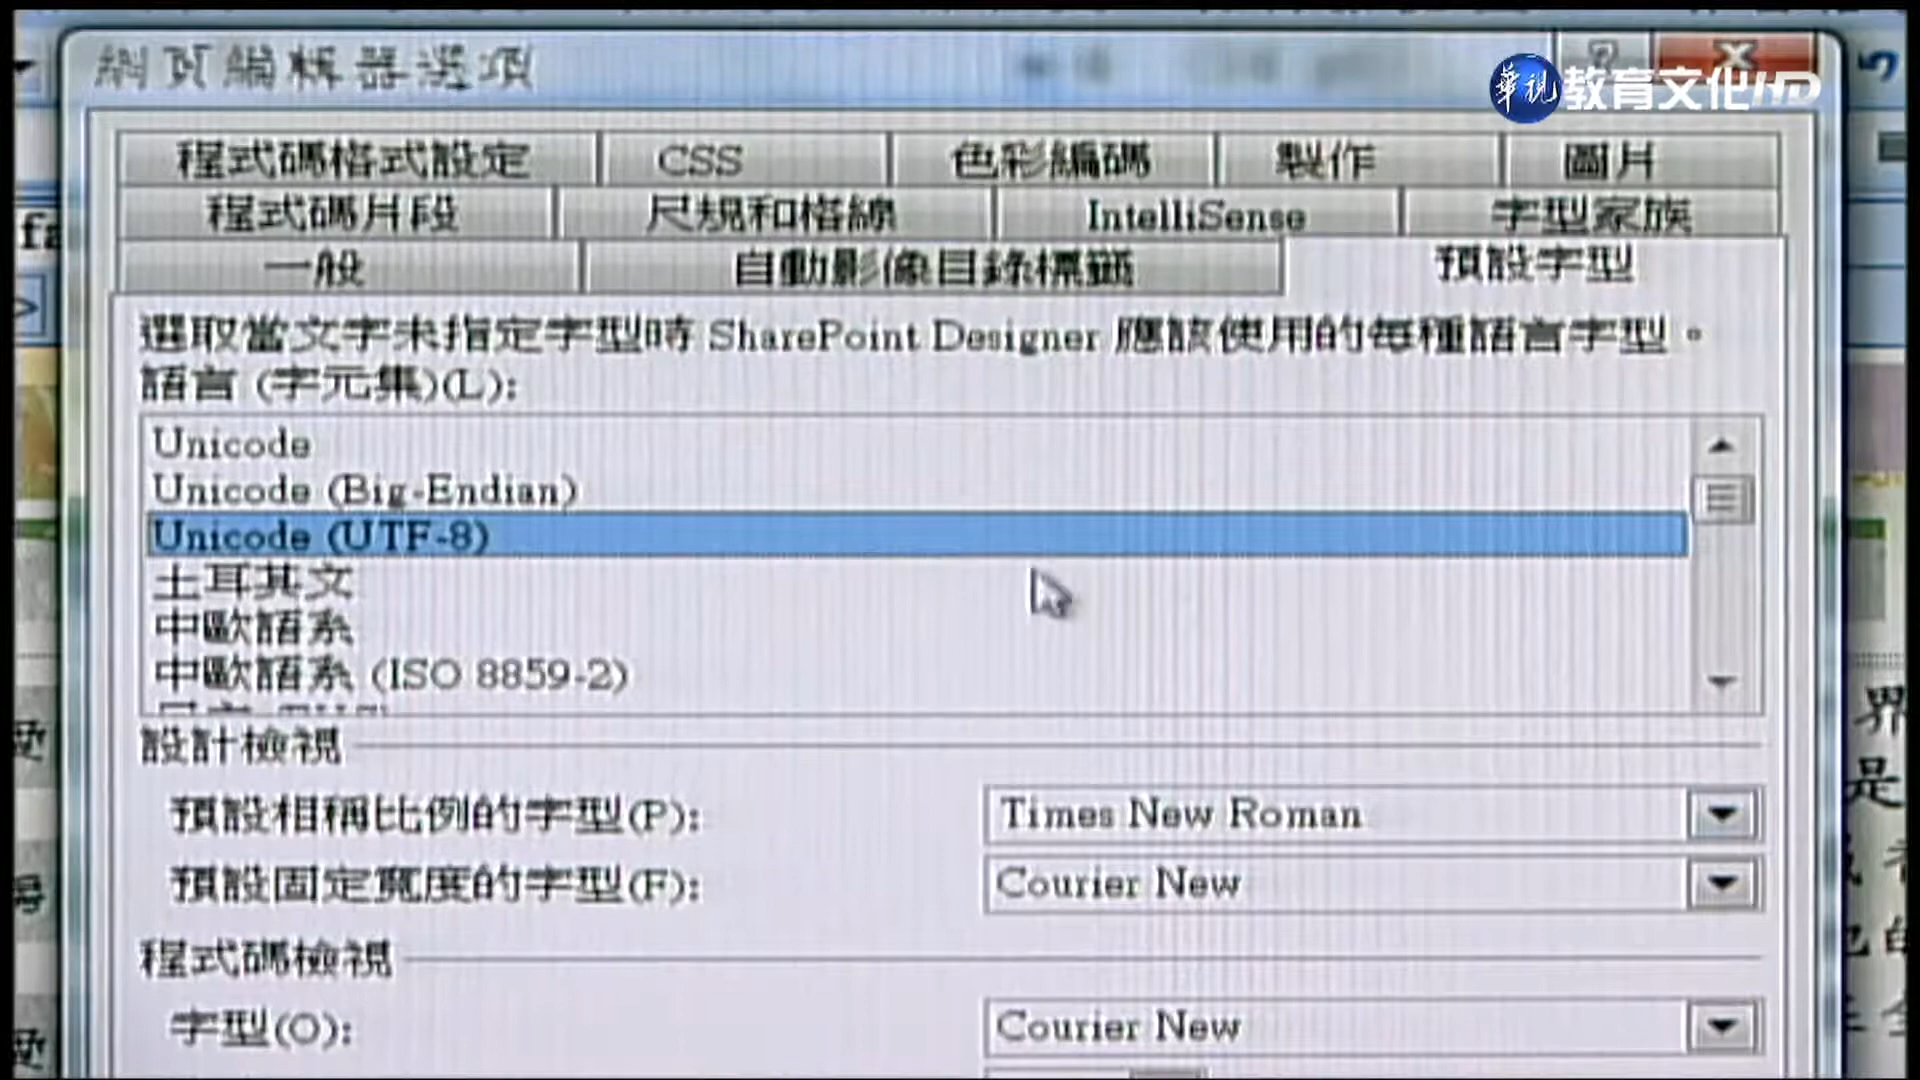 網頁編輯器選項
華視教育文化HD
程式碼格式設定 CSS 色彩編碼 製作 圖片
程式碼片段 尺規和格線 IntelliSense 字型家族
一般 自動影像目錄標籤 預設字型
選取當文字未指定字型時 SharePoint Designer 應該使用的每種語言字型。
語言 (字元集)(L):
Unicode
Unicode (Big-Endian)
Unicode (UTF-8)
土耳其文
中歐語系
中歐語系 (ISO 8859-2)
設計檢視
預設相稱比例的字型(P): Times New Roman
預設固定寬度的字型(F): Courier New
程式碼檢視
字型(O): Courier New